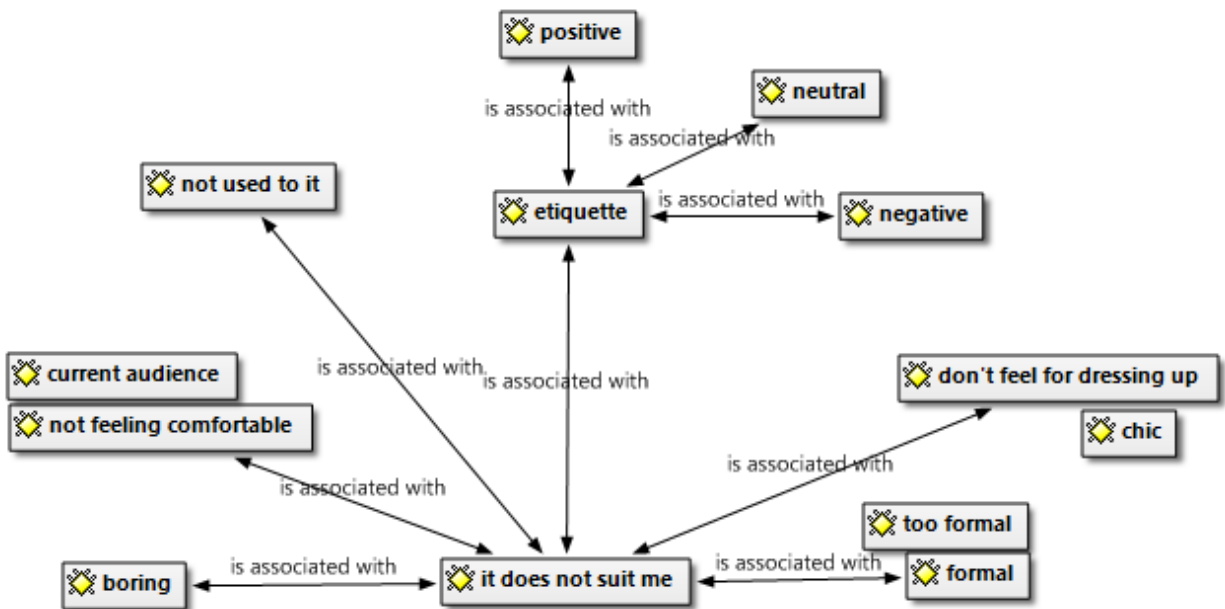 positive
is associated with
neutral
is associated with
not used to it
is associated with
etiquette
negative
is associated with
is associated with
current audience
don't feel for dressing up
not feeling comfortable
chic
is associated with
is associated with
too formal
is associated with
is associated with
boring
it does not suit me
formal